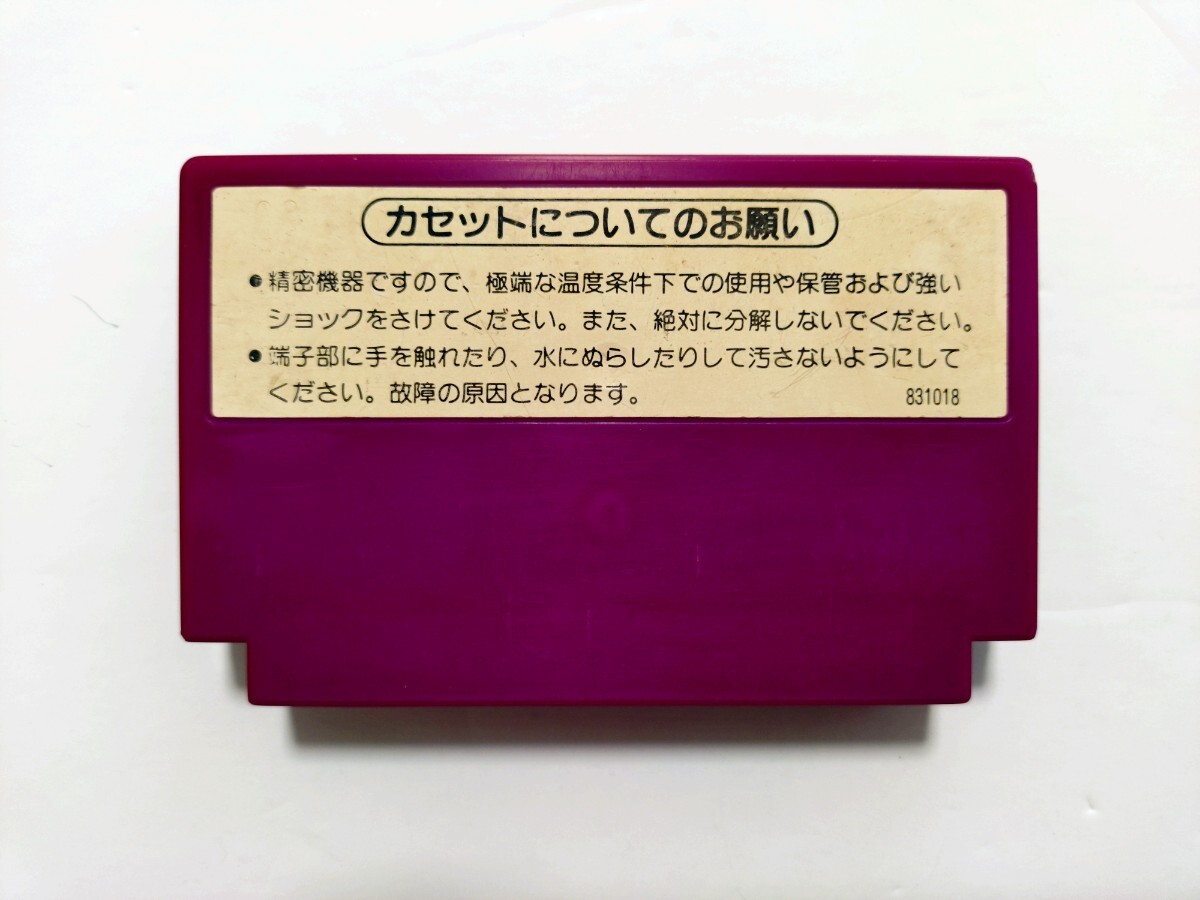 カセットについてのお願い
●精密機器ですので、極端な温度条件下での使用や保管および強い
ショックをさけてください。また、絶対に分解しないでください。
●端子部に手を触れたり、水にぬらしたりして汚さないようにして
ください。故障の原因となります。 831018